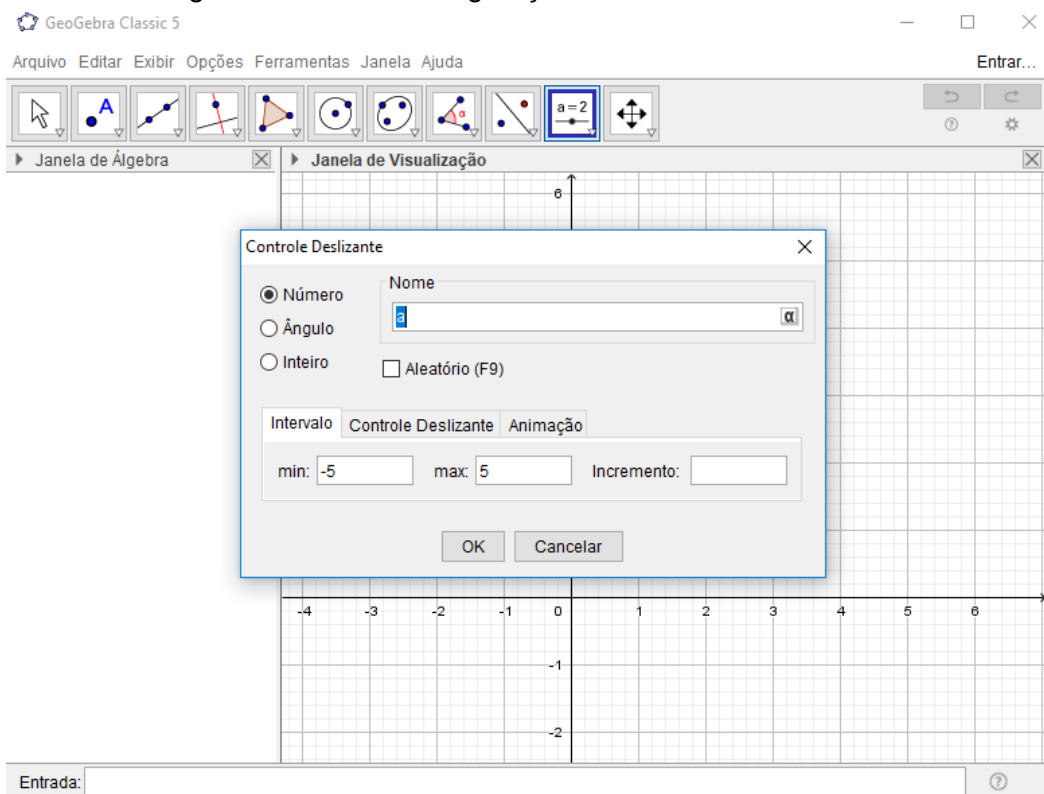 GeoGebra Classic 5
Arquivo Editar Exibir Opções Ferramentas Janela Ajuda Entrar...
A α a=2
Janela de Álgebra Janela de Visualização
6
Controle Deslizante
Número
Nome
a α
Ângulo
Inteiro
Aleatório (F9)
Intervalo Controle Deslizante Animação
min: -5 max: 5 Incremento:
OK Cancelar
-4 -3 -2 -1 0 1 2 3 4 5 6
-1
-2
Entrada: